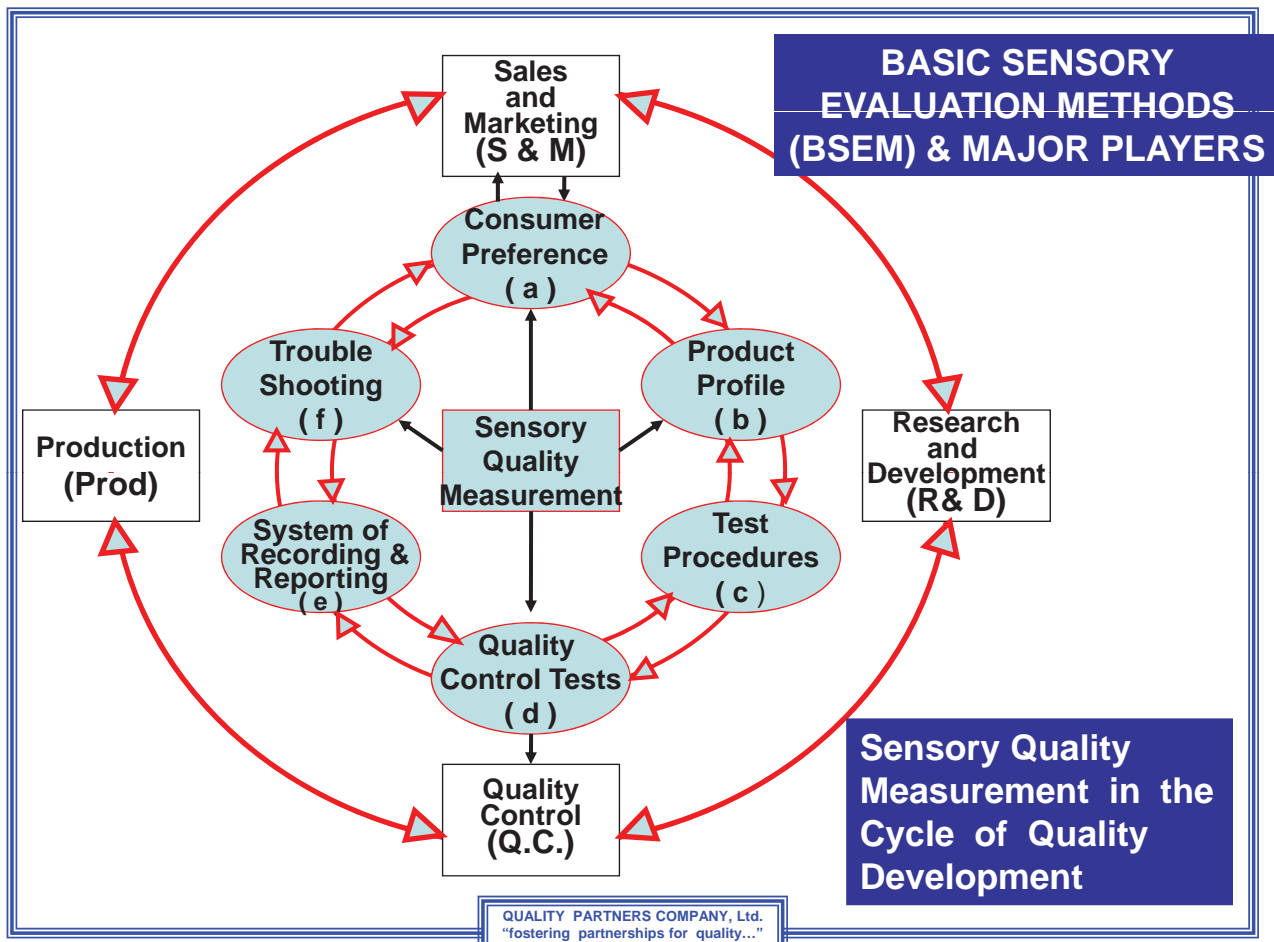 BASIC SENSORY
EVALUATION METHODS
(BSEM) & MAJOR PLAYERS
Sales
and
Marketing
(S & M)
Consumer
Preference
( a )
Trouble
Shooting
( f )
Product
Profile
( b )
Production
(Prod)
Sensory
Quality
Measurement
Research
and
Development
(R& D)
System of
Recording &
Reporting
( e )
Test
Procedures
( c )
Quality
Control Tests
( d )
Quality
Control
(Q.C.)
Sensory Quality
Measurement in the
Cycle of Quality
Development
QUALITY PARTNERS COMPANY, Ltd.
“fostering partnerships for quality…”